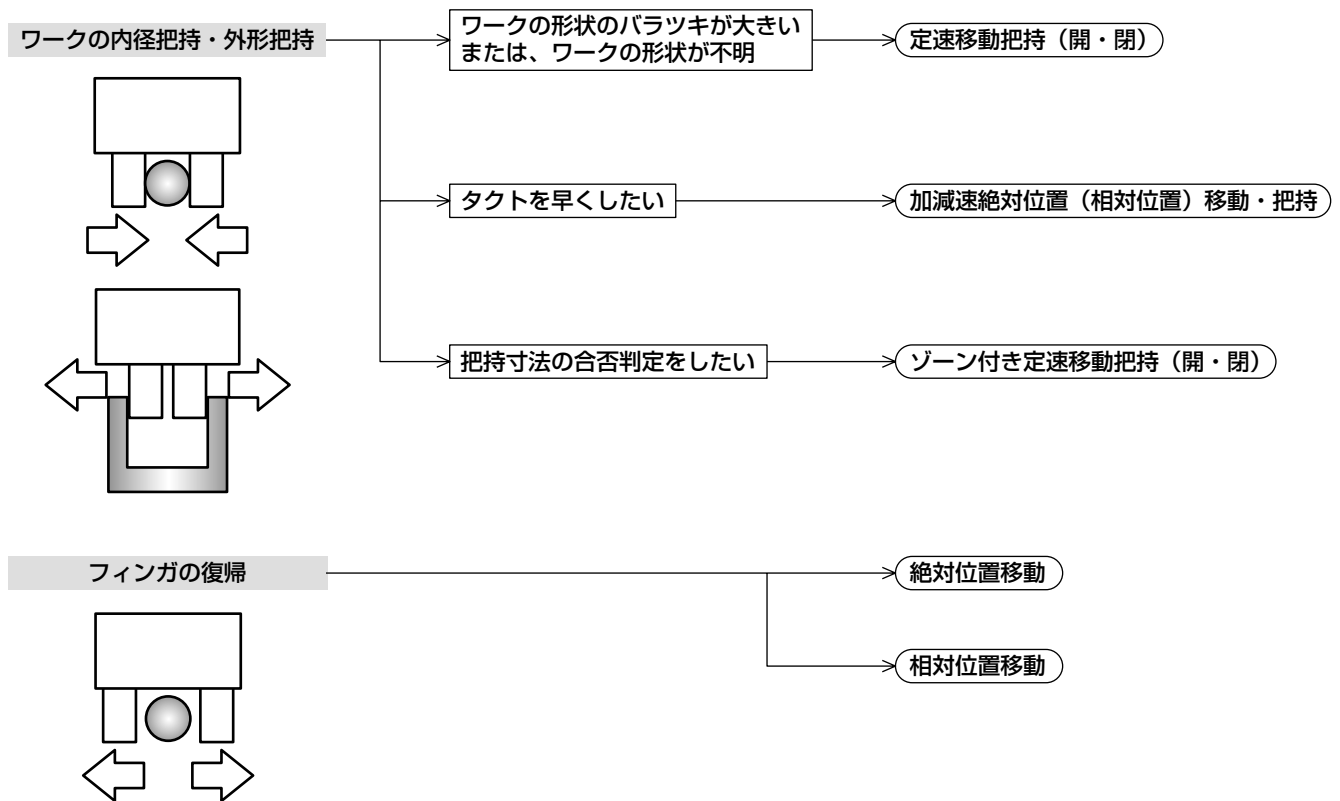 ワークの内径把持・外形把持
ワークの形状のバラツキが大きい
または、ワークの形状が不明
定速移動把持（開・閉）
タクトを早くしたい
加減速絶対位置（相対位置）移動・把持
把持寸法の合否判定をしたい
ゾーン付き定速移動把持（開・閉）
フィンガの復帰
絶対位置移動
相対位置移動